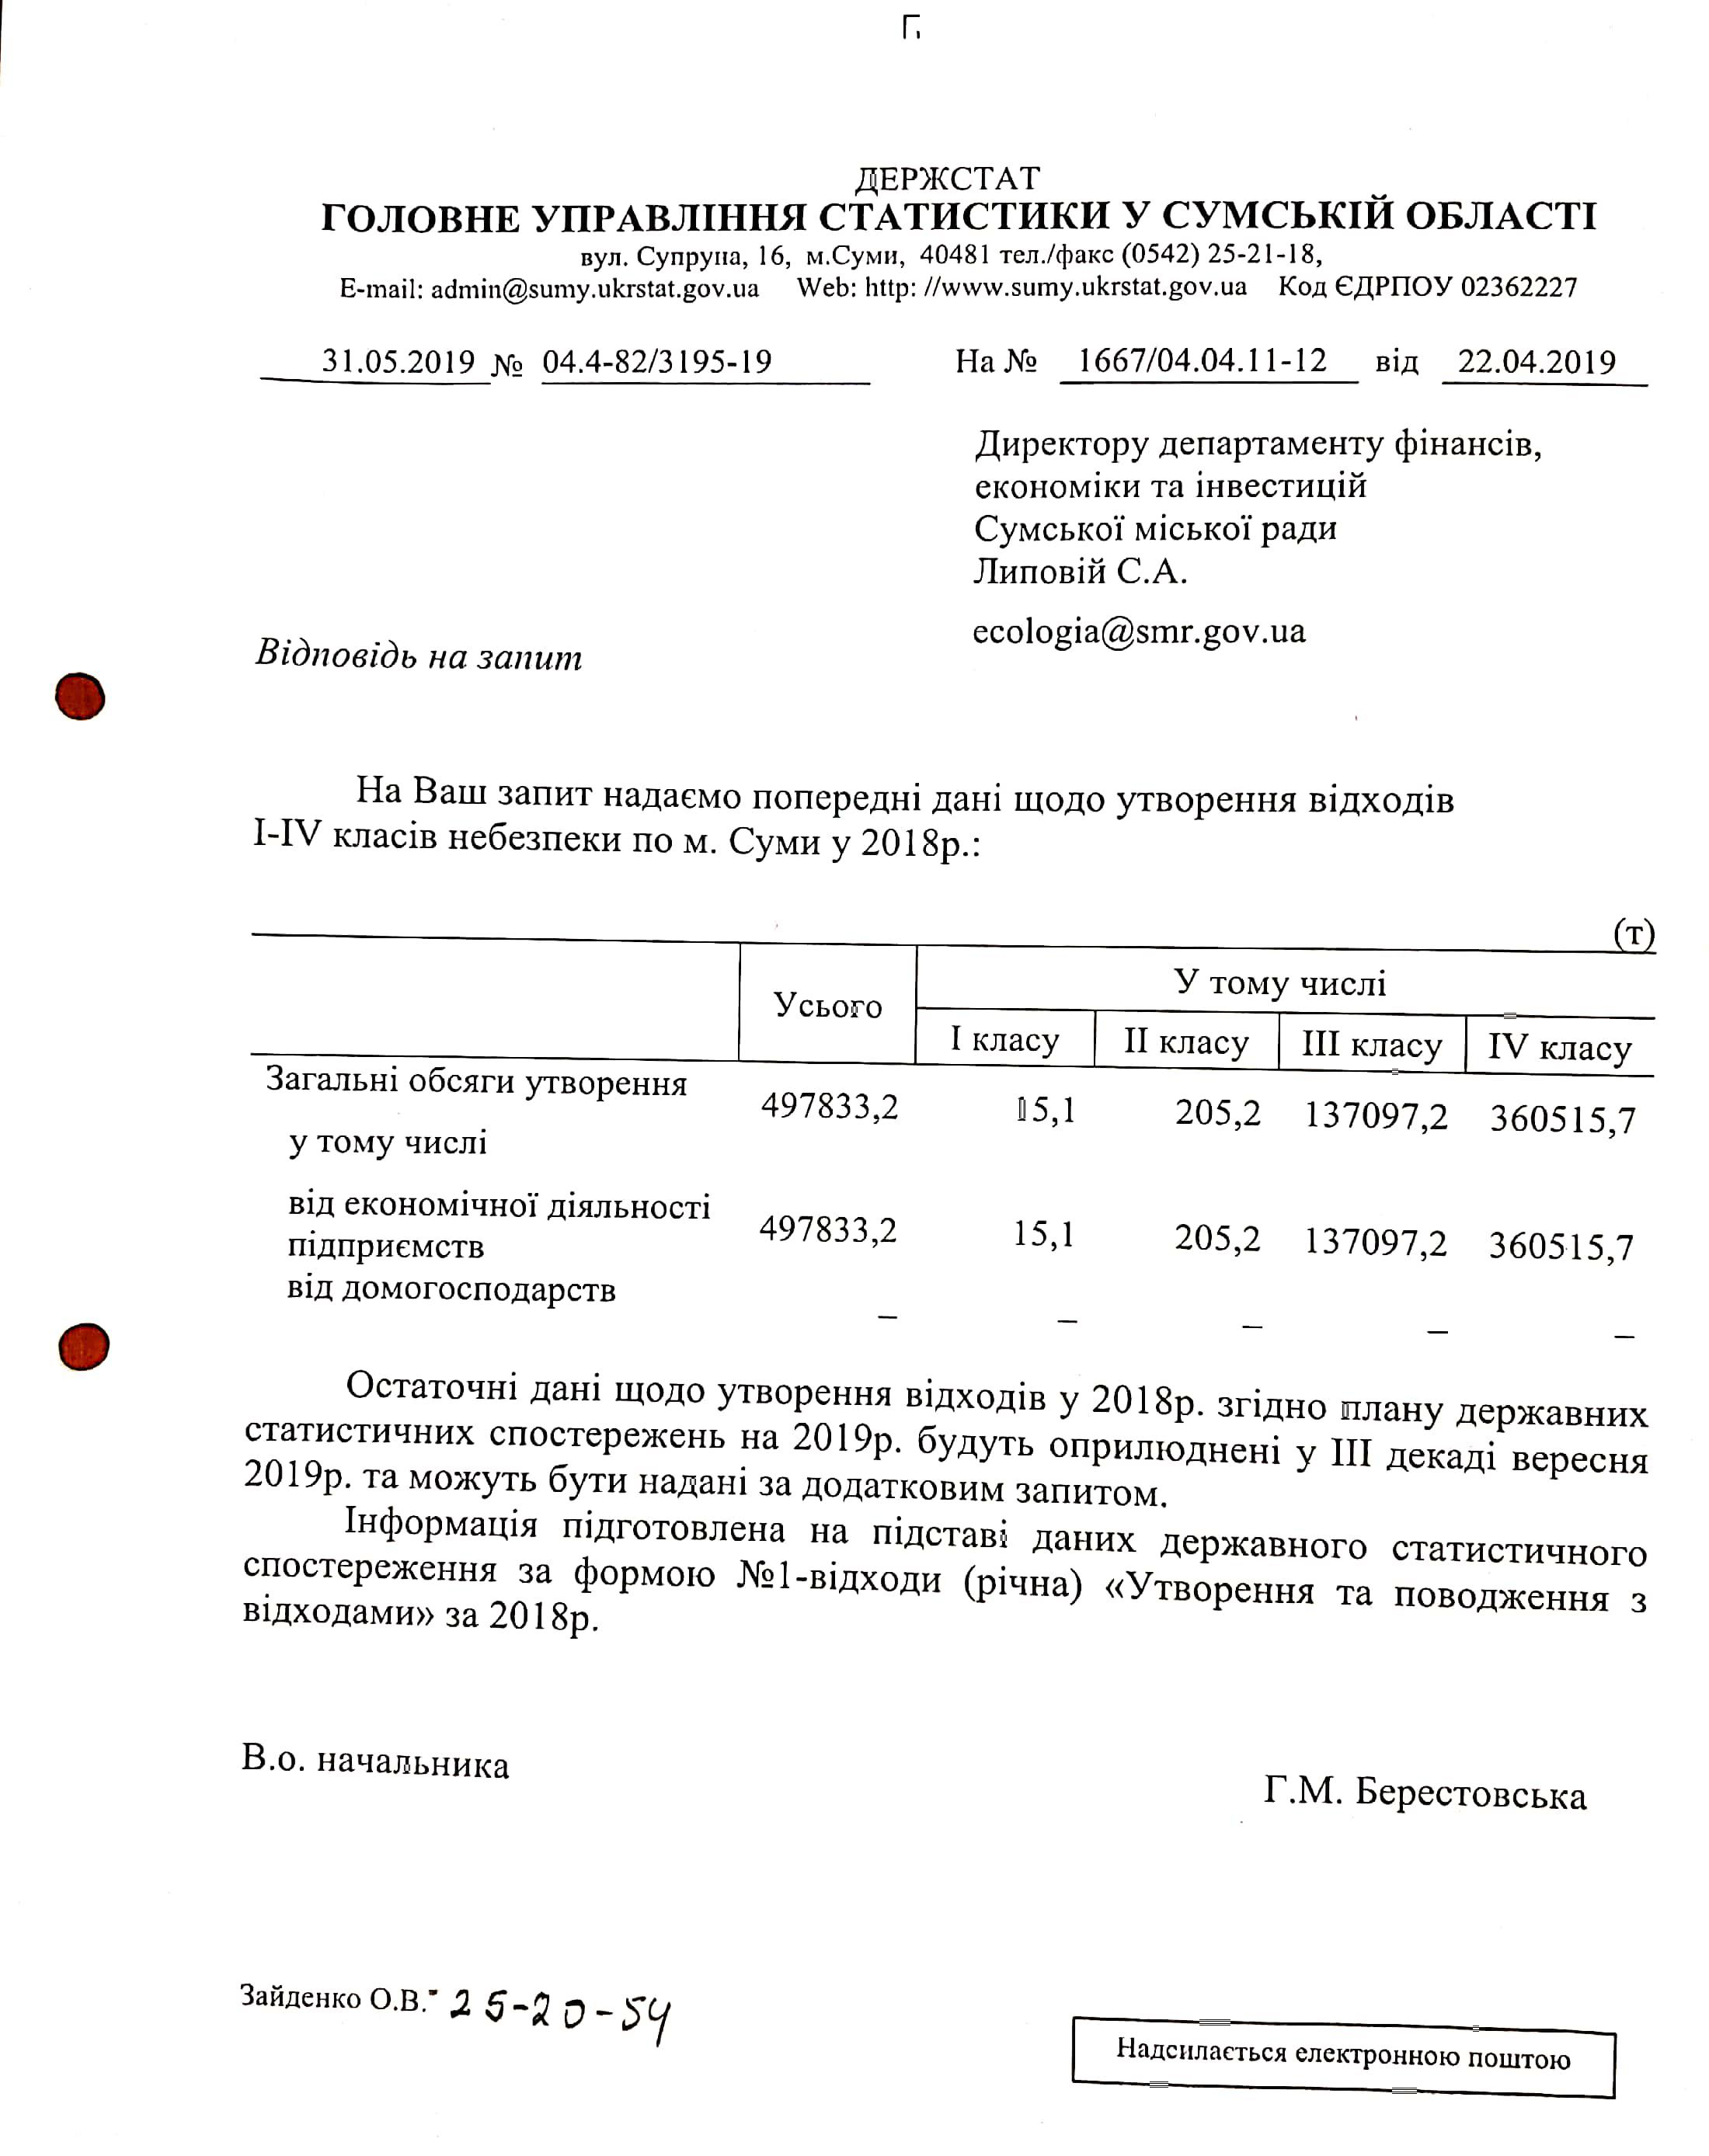 Г.
ДЕРЖСТАТ
ГОЛОВНЕ УПРАВЛІННЯ СТАТИСТИКИ У СУМСЬКІЙ ОБЛАСТІ
вул. Супруна, 16, м.Суми, 40481 тел./факс (0542) 25-21-18,
E-mail: admin@sumy.ukrstat.gov.ua Web: http: //www.sumy.ukrstat.gov.ua Код ЄДРПОУ 02362227
31.05.2019 № 04.4-82/3195-19 На № 1667/04.04.11-12 від 22.04.2019
Директору департаменту фінансів,
економіки та інвестицій
Сумської міської ради
Липовій С.А.
ecologia@smr.gov.ua
Відповідь на запит
На Ваш запит надаємо попередні дані щодо утворення відходів
I-IV класів небезпеки по м. Суми у 2018р.:
(т)
Усього У тому числі
I класу II класу III класу IV класу
Загальні обсяги утворення 497833,2 15,1 205,2 137097,2 360515,7
у тому числі
від економічної діяльності
підприємств 497833,2 15,1 205,2 137097,2 360515,7
від домогосподарств – – – – –
Остаточні дані щодо утворення відходів у 2018р. згідно плану державних
статистичних спостережень на 2019р. будуть оприлюднені у III декаді вересня
2019р. та можуть бути надані за додатковим запитом.
Інформація підготовлена на підставі даних державного статистичного
спостереження за формою №1-відходи (річна) «Утворення та поводження з
відходами» за 2018р.
В.о. начальника Г.М. Берестовська
Зайденко О.В. 25-20-54
Надсилається електронною поштою